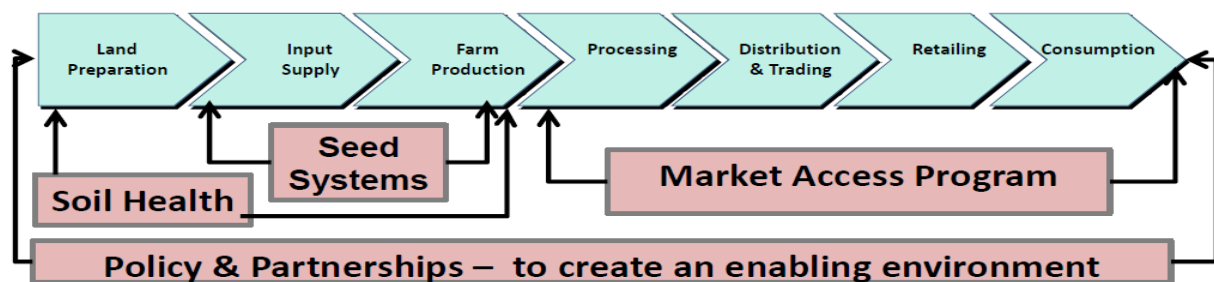 Land
Preparation
Input
Supply
Farm
Production
Processing
Distribution
& Trading
Retailing
Consumption
Seed
Systems
Soil Health
Market Access Program
Policy & Partnerships – to create an enabling environment